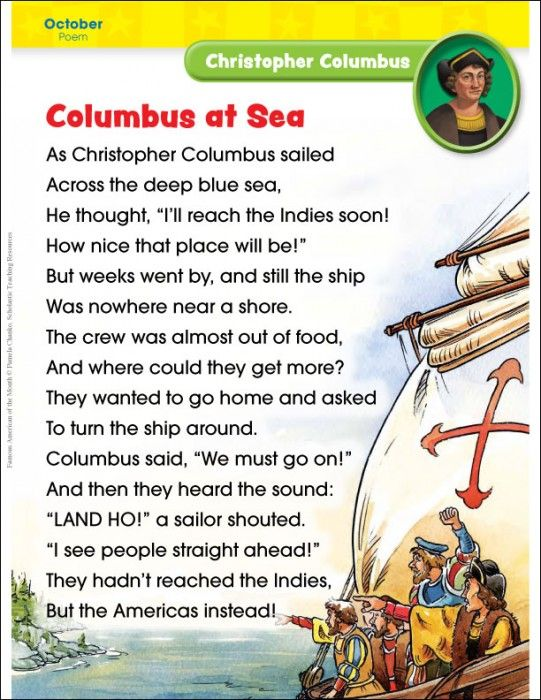 October
Poem
Christopher Columbus
Columbus at Sea
As Christopher Columbus sailed
Across the deep blue sea,
He thought, “I’ll reach the Indies soon!
How nice that place will be!”
But weeks went by, and still the ship
Was nowhere near a shore.
The crew was almost out of food,
And where could they get more?
They wanted to go home and asked
To turn the ship around.
Columbus said, “We must go on!”
And then they heard the sound:
“LAND HO!” a sailor shouted.
“I see people straight ahead!”
They hadn’t reached the Indies,
But the Americas instead!
Famous American of the Month © Pamela Chanko, Scholastic Teaching Resources